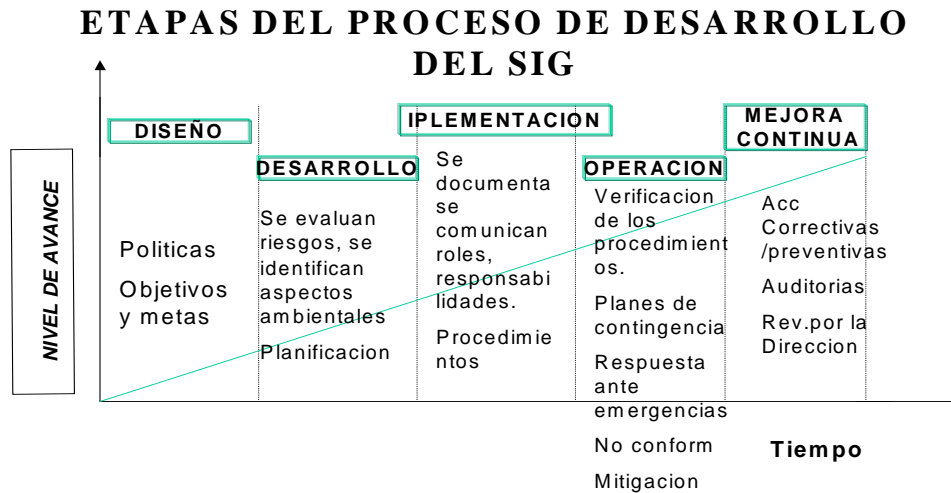 ETAPAS DEL PROCESO DE DESARROLLO
DEL SIG
NIVEL DE AVANCE
DISEÑO
Politicas
Objetivos
y metas
DESARROLLO
Se evaluan
riesgos, se
identifican
aspectos
ambientales
Planificacion
IPLEMENTACION
Se
documenta
se
comunican
roles,
responsabi
lidades.
Procedimie
ntos
OPERACION
Verificacion
de los
procedimient
os.
Planes de
contingencia
Respuesta
ante
emergencias
No conform
Mitigacion
MEJORA
CONTINUA
Acc
Correctivas
/preventivas
Auditorias
Rev.por la
Direccion
Tiempo